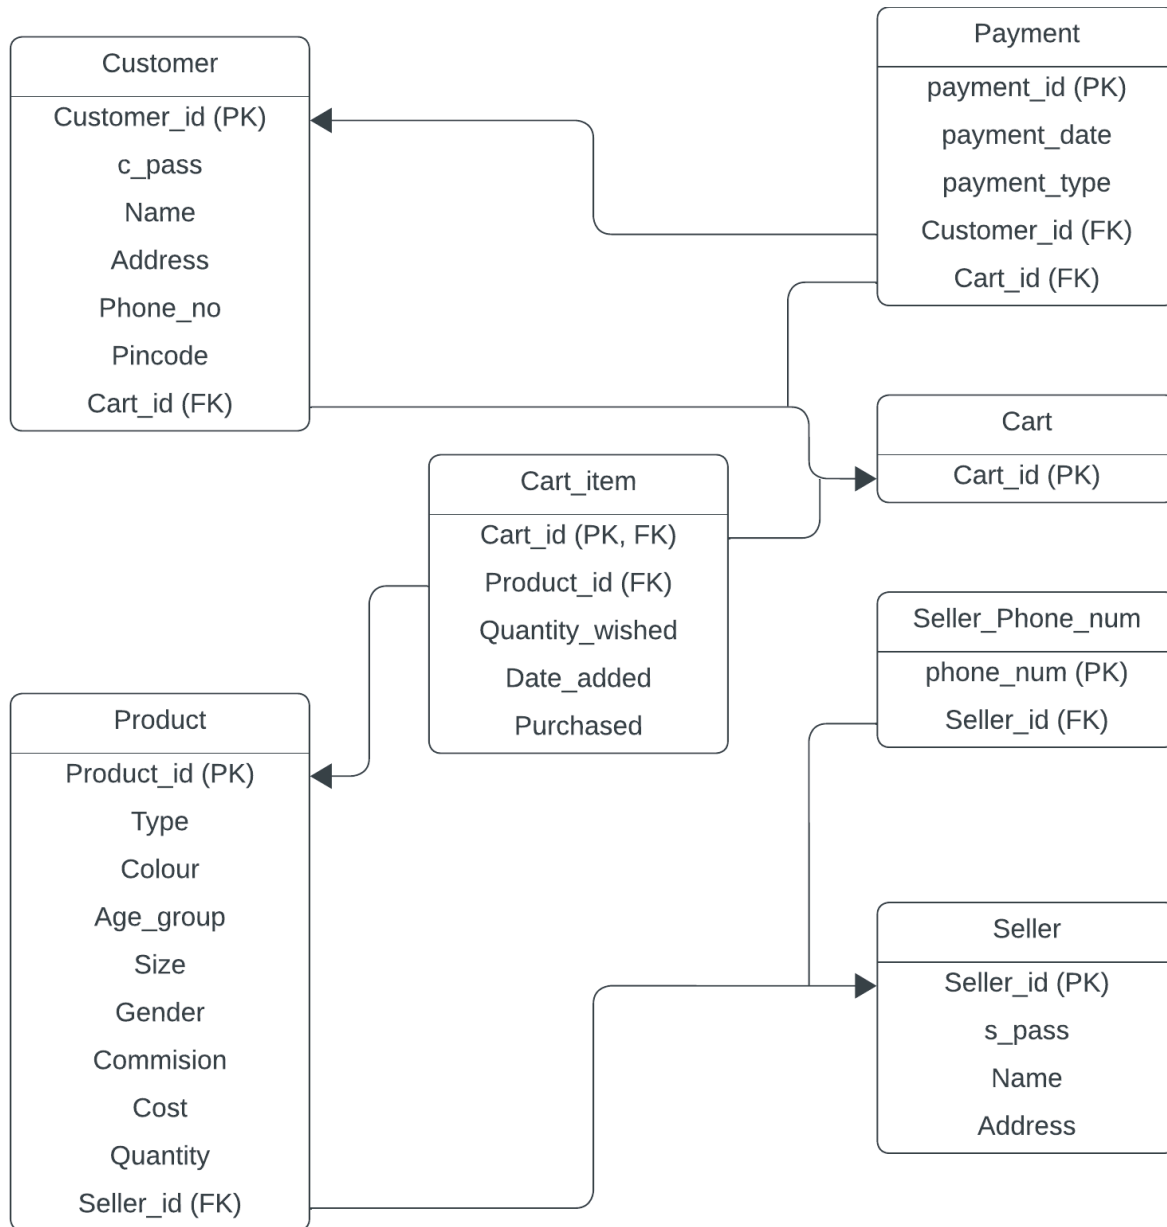 Customer
Customer_id (PK)
c_pass
Name
Address
Phone_no
Pincode
Cart_id (FK)
Payment
payment_id (PK)
payment_date
payment_type
Customer_id (FK)
Cart_id (FK)
Cart
Cart_id (PK)
Cart_item
Cart_id (PK, FK)
Product_id (FK)
Quantity_wished
Date_added
Purchased
Seller_Phone_num
phone_num (PK)
Seller_id (FK)
Product
Product_id (PK)
Type
Colour
Age_group
Size
Gender
Commision
Cost
Quantity
Seller_id (FK)
Seller
Seller_id (PK)
s_pass
Name
Address